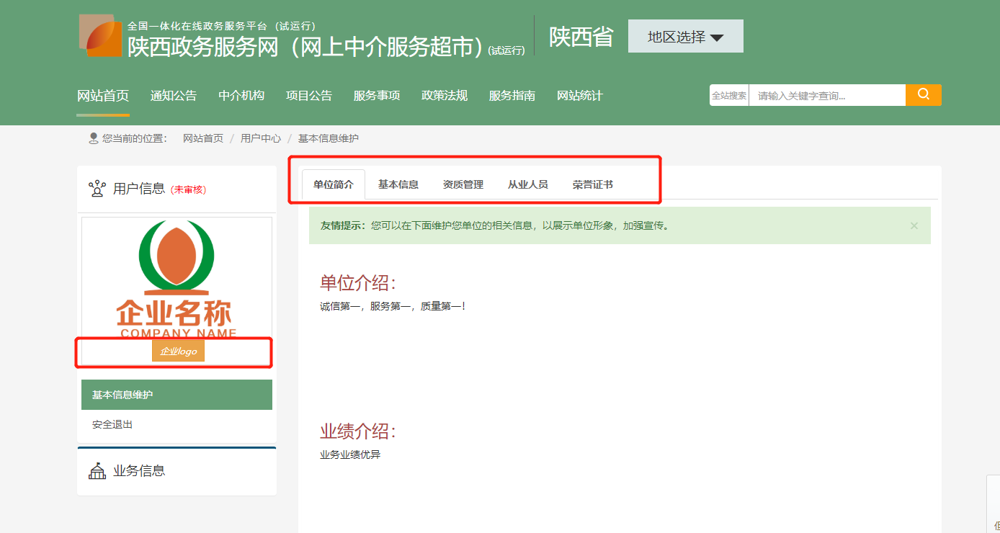 全国一体化在线政务服务平台（试运行）
陕西政务服务网（网上中介服务超市）(试运行)
陕西省
地区选择
网站首页 通知公告 中介机构 项目公告 服务事项 政策法规 服务指南 网站统计
全站搜索 请输入关键字查询...
您当前的位置： 网站首页 / 用户中心 / 基本信息维护
用户信息 (未审核)
企业名称
COMPANY NAME
企业logo
基本信息维护
安全退出
业务信息
单位简介 基本信息 资质管理 从业人员 荣誉证书
友情提示：您可以在下面维护您单位的相关信息，以展示单位形象，加强宣传。 ×
单位介绍：
诚信第一，服务第一，质量第一！
业绩介绍：
业务业绩优异